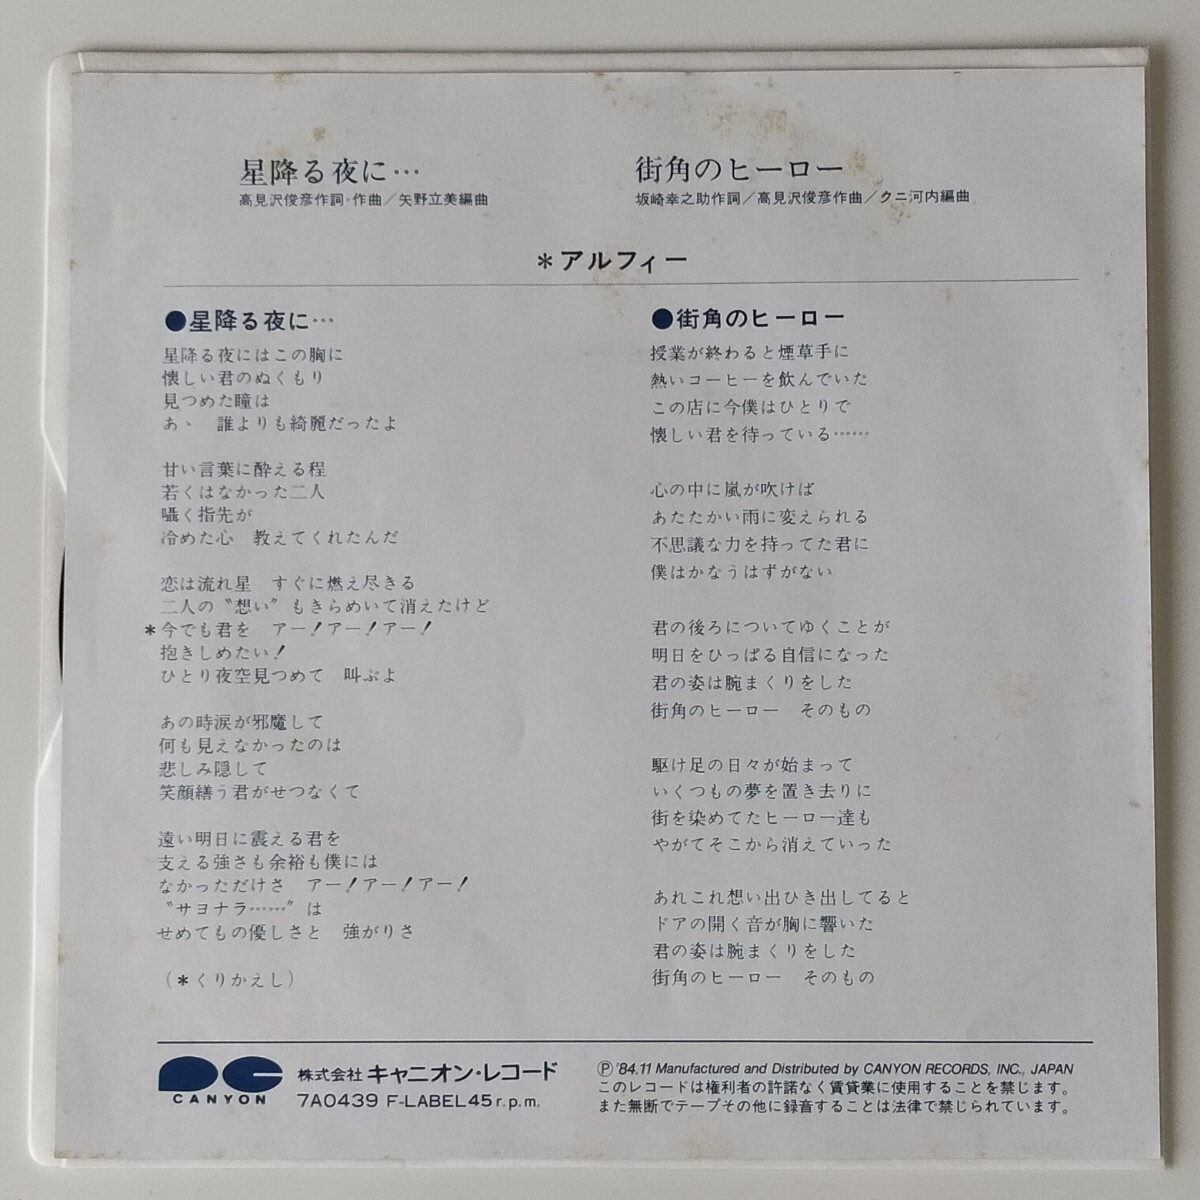 星降る夜に…
高見沢俊彦作詞・作曲／矢野立美編曲
街角のヒーロー
坂崎幸之助作詞／高見沢俊彦作曲／クニ河内編曲
＊アルフィー
●星降る夜に…
星降る夜にはこの胸に
懐しい君のぬくもり
見つめた瞳は
あゝ　誰よりも綺麗だったよ
甘い言葉に酔える程
若くはなかった二人
囁く指先が
冷めた心　教えてくれたんだ
恋は流れ星　すぐに燃え尽きる
二人の〝想い〟もきらめいて消えたけど
＊今でも君を　アー！アー！アー！
抱きしめたい！
ひとり夜空見つめて　叫ぶよ
あの時涙が邪魔して
何も見えなかったのは
悲しみ隠して
笑顔繕う君がせつなくて
遠い明日に震える君を
支える強さも余裕も僕には
なかっただけさ　アー！アー！アー！
〝サヨナラ……〟は
せめてもの優しさと　強がりさ
（＊くりかえし）
●街角のヒーロー
授業が終わると煙草手に
熱いコーヒーを飲んでいた
この店に今僕はひとりで
懐しい君を待っている……
心の中に嵐が吹けば
あたたかい雨に変えられる
不思議な力を持ってた君に
僕はかなうはずがない
君の後ろについてゆくことが
明日をひっぱる自信になった
君の姿は腕まくりをした
街角のヒーロー　そのもの
駆け足の日々が始まって
いくつもの夢を置き去りに
街を染めてたヒーロー達も
やがてそこから消えていった
あれこれ想い出ひき出してると
ドアの開く音が胸に響いた
君の姿は腕まくりをした
街角のヒーロー　そのもの
CANYON
株式会社 キャニオン・レコード
7A0439 F-LABEL 45 r.p.m.
Ⓟ'84.11 Manufactured and Distributed by CANYON RECORDS, INC., JAPAN
このレコードは権利者の許諾なく賃貸業に使用することを禁じます。
また無断でテープその他に録音することは法律で禁じられています。